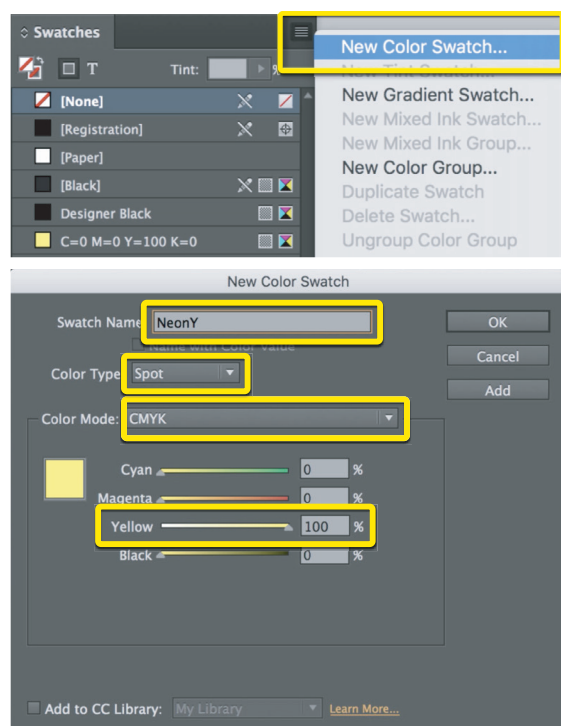 Swatches
T Tint: %
[None]
[Registration]
[Paper]
[Black]
Designer Black
C=0 M=0 Y=100 K=0
New Color Swatch...
New Tint Swatch...
New Gradient Swatch...
New Mixed Ink Swatch...
New Mixed Ink Group...
New Color Group...
Duplicate Swatch
Delete Swatch...
Ungroup Color Group
New Color Swatch
Swatch Name NeonY
Name with Color Value
Color Type Spot
Color Mode: CMYK
Cyan 0 %
Magenta 0 %
Yellow 100 %
Black 0 %
OK
Cancel
Add
Add to CC Library: My Library Learn More...